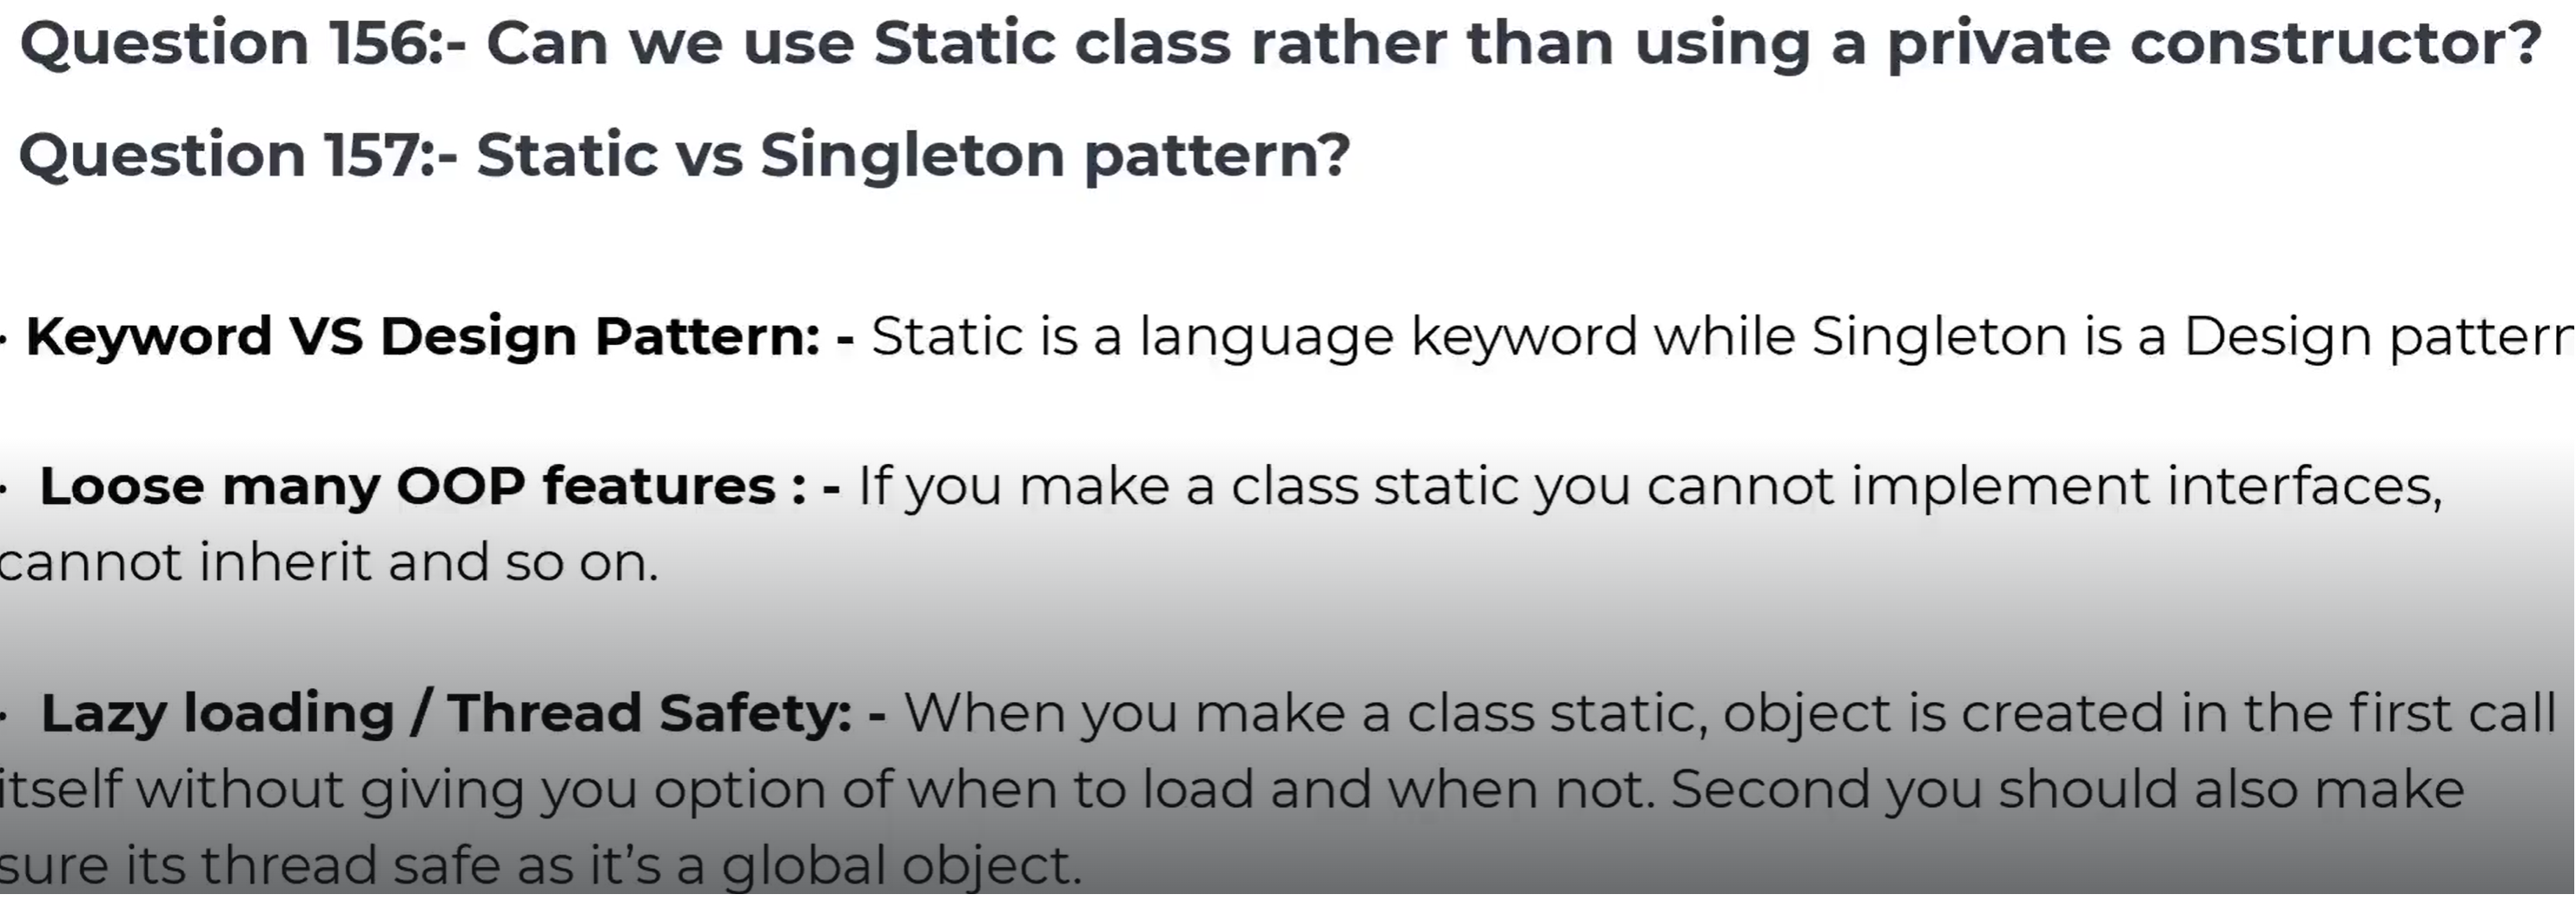 Question 156:- Can we use Static class rather than using a private constructor?
Question 157:- Static vs Singleton pattern?
· Keyword VS Design Pattern: - Static is a language keyword while Singleton is a Design pattern
· Loose many OOP features : - If you make a class static you cannot implement interfaces,
cannot inherit and so on.
· Lazy loading / Thread Safety: - When you make a class static, object is created in the first call
itself without giving you option of when to load and when not. Second you should also make
sure its thread safe as it’s a global object.